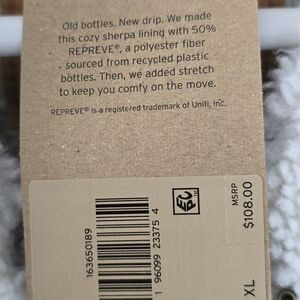 Old bottles. New drip. We made
this cozy sherpa lining with 50%
REPREVE®, a polyester fiber
sourced from recycled plastic
bottles. Then, we added stretch
to keep you comfy on the move.
REPREVE® is a registered trademark of Unifi, Inc.
163650189
1 96099 23375 4
MSRP
$108.00
XL